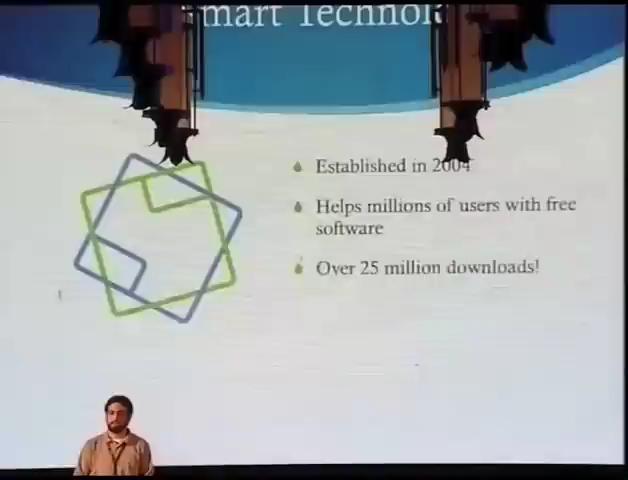 mart Technol
Established in 2004
Helps millions of users with free
software
Over 25 million downloads!